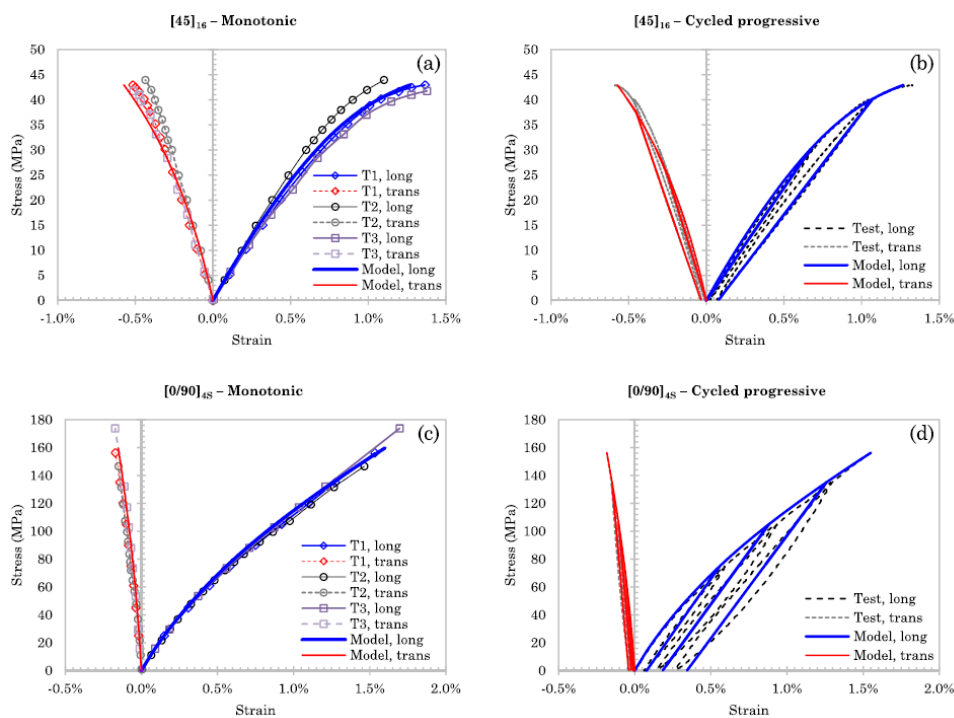 [45]16 – Monotonic
(a)
50
45
40
35
30
25
20
15
10
5
0
Stress (MPa)
T1, long
T1, trans
T2, long
T2, trans
T3, long
T3, trans
Model, long
Model, trans
-1.0% -0.5% 0.0% 0.5% 1.0% 1.5%
Strain
[45]16 – Cycled progressive
(b)
50
45
40
35
30
25
20
15
10
5
0
Stress (MPa)
Test, long
Test, trans
Model, long
Model, trans
-1.0% -0.5% 0.0% 0.5% 1.0% 1.5%
Strain
[0/90]4S – Monotonic
(c)
180
160
140
120
100
80
60
40
20
0
Stress (MPa)
T1, long
T1, trans
T2, long
T2, trans
T3, long
T3, trans
Model, long
Model, trans
-0.5% 0.0% 0.5% 1.0% 1.5% 2.0%
Strain
[0/90]4S – Cycled progressive
(d)
180
160
140
120
100
80
60
40
20
0
Stress (MPa)
Test, long
Test, trans
Model, long
Model, trans
-0.5% 0.0% 0.5% 1.0% 1.5% 2.0%
Strain